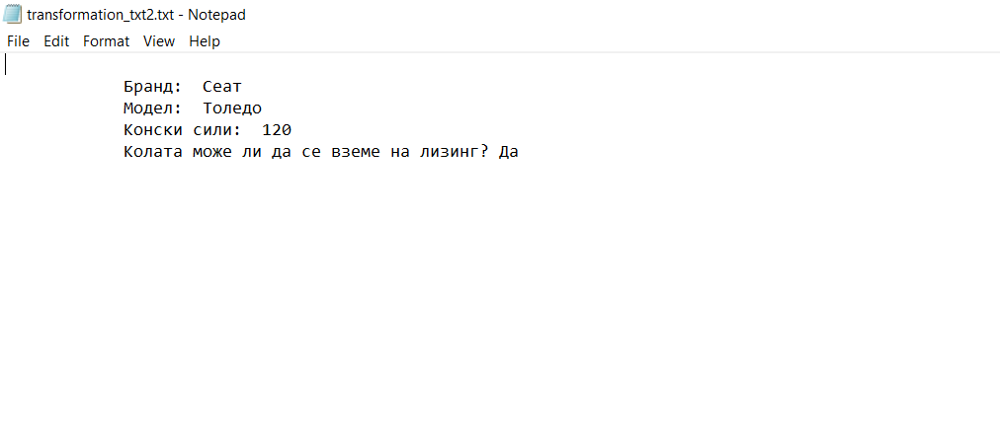 transformation_txt2.txt - Notepad
File Edit Format View Help
Бранд: Сеат
Модел: Толедо
Конски сили: 120
Колата може ли да се вземе на лизинг? Да